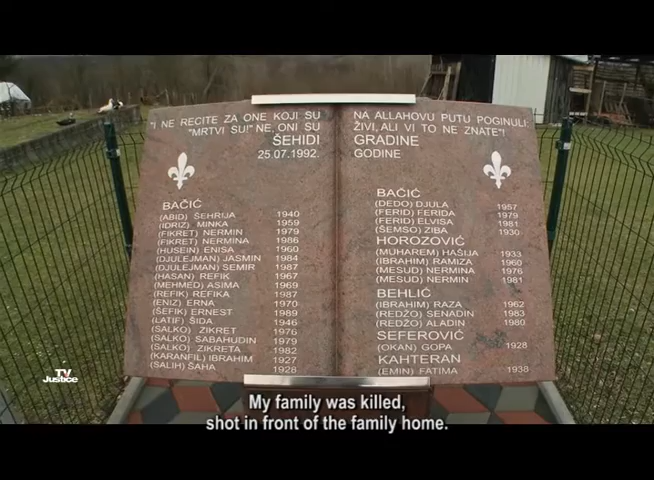 "I NE RECITE ZA ONE KOJI SU
"MRTVI SU!" NE, ONI SU
ŠEHIDI
25.07.1992.
BAČIĆ
(ABID) ŠEHRIJA 1940
(IDRIZ) MINKA 1959
(FIKRET) NERMIN 1979
(FIKRET) NERMINA 1986
(HUSEIN) ENISA 1960
(DJULEJMAN) JASMIN 1984
(DJULEJMAN) SEMIR 1987
(HASAN) REFIK 1967
(MEHMED) ASIMA 1969
(REFIK) REFIKA 1987
(ENIZ) ERNA 1970
(ŠEFIK) ERNEST 1989
(LATIF) ŠIDA 1946
(SALKO) ZIKRET 1976
(SALKO) SABAHUDIN 1979
(SALKO) ZIKRETA 1982
(KARANFIL) IBRAHIM 1927
(SALIH) ŠAHA 1928
NA ALLAHOVU PUTU POGINULI:
ŽIVI, ALI VI TO NE ZNATE"!
GRADINE
GODINE
BAČIĆ
(DEDO) DJULA 1957
(FERID) FERIDA 1979
(FERID) ELVISA 1981
(ŠEMSO) ZIBA 1930
HOROZOVIĆ
(MUHAREM) HAŠIJA 1933
(IBRAHIM) RAMIZA 1960
(MESUD) NERMINA 1976
(MESUD) NERMIN 1981
BEHLIĆ
(IBRAHIM) RAZA 1962
(REDŽO) SENADIN 1983
(REDŽO) ALADIN 1980
SEFEROVIĆ
(OKAN) GOPA 1928
KAHTERAN
(EMIN) FATIMA 1938
TV
Justice
My family was killed,
shot in front of the family home.